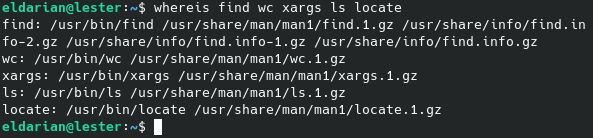 eldarian@lester:~$ whereis find wc xargs ls locate
find: /usr/bin/find /usr/share/man/man1/find.1.gz /usr/share/info/find.in
fo-2.gz /usr/share/info/find.info-1.gz /usr/share/info/find.info.gz
wc: /usr/bin/wc /usr/share/man/man1/wc.1.gz
xargs: /usr/bin/xargs /usr/share/man/man1/xargs.1.gz
ls: /usr/bin/ls /usr/share/man/man1/ls.1.gz
locate: /usr/bin/locate /usr/share/man/man1/locate.1.gz
eldarian@lester:~$